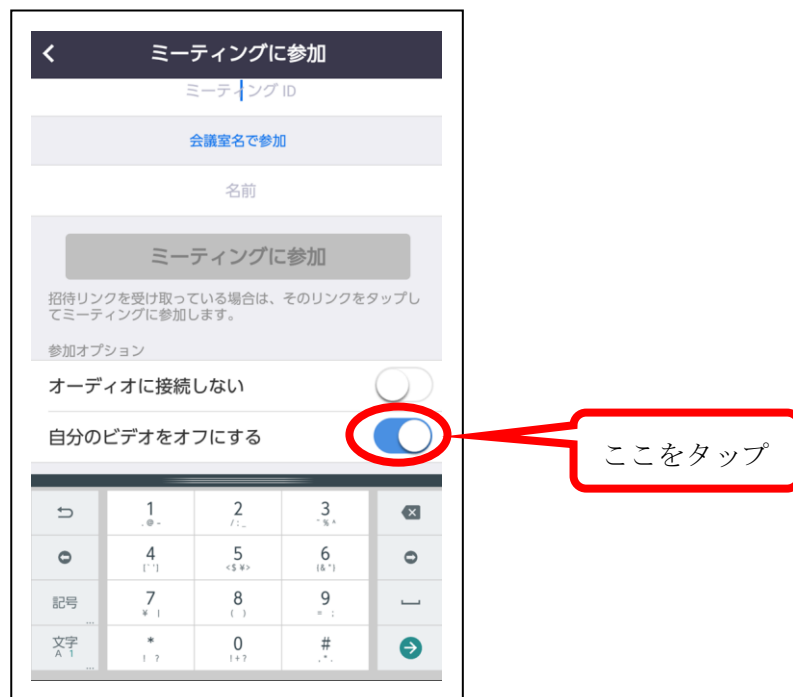 ミーティングに参加
ミーティング ID
会議室名で参加
名前
ミーティングに参加
招待リンクを受け取っている場合は、そのリンクをタップし
てミーティングに参加します。
参加オプション
オーディオに接続しない
自分のビデオをオフにする
ここをタップ
1 2 3
. @ ~ / : _ ` % ^
4 5 6
[ ' ' ] < $ ¥ > ( & " )
記号 7 8 9
... ¥ | ( ) = ;
文字 * 0 #
A 1 ! ? ! + ? , * .
...